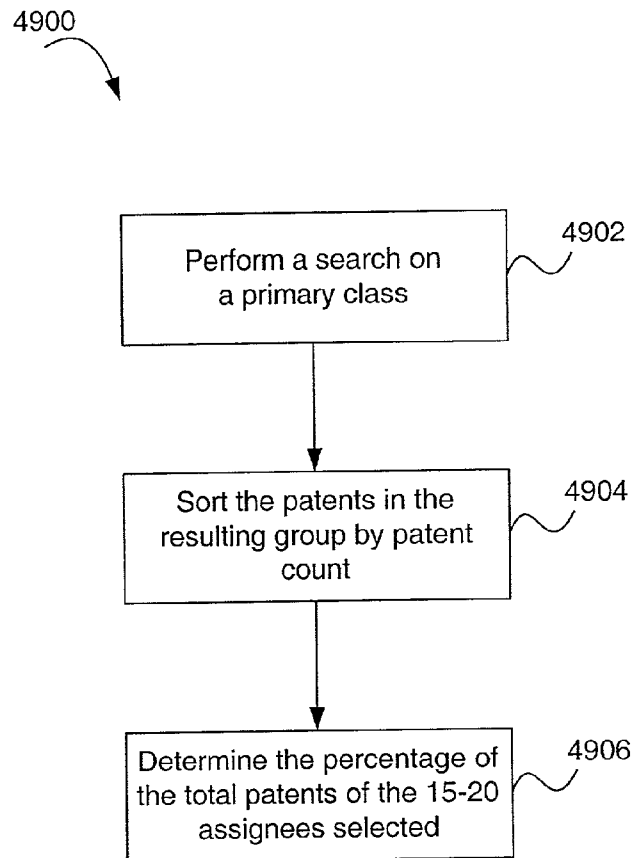 4900
Perform a search on
a primary class
4902
Sort the patents in the
resulting group by patent
count
4904
Determine the percentage of
the total patents of the 15-20
assignees selected
4906